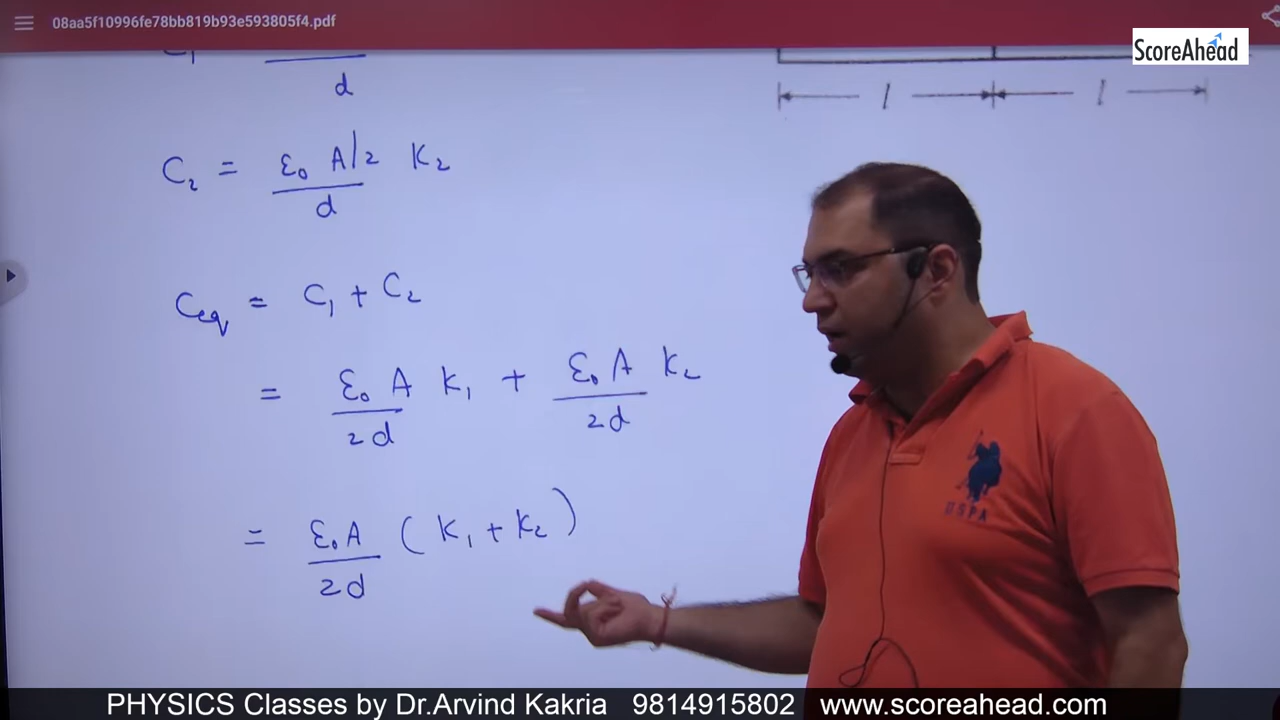 08aa5f10996fe78bb819b93e593805f4.pdf
ScoreAhead
d
l l
C₂ = ε₀ A/2 K₂
d
Ceq = C₁ + C₂
= ε₀ A K₁ + ε₀ A K₂
2d 2d
= ε₀ A (K₁ + K₂)
2d
USPA
PHYSICS Classes by Dr.Arvind Kakria 9814915802 www.scoreahead.com